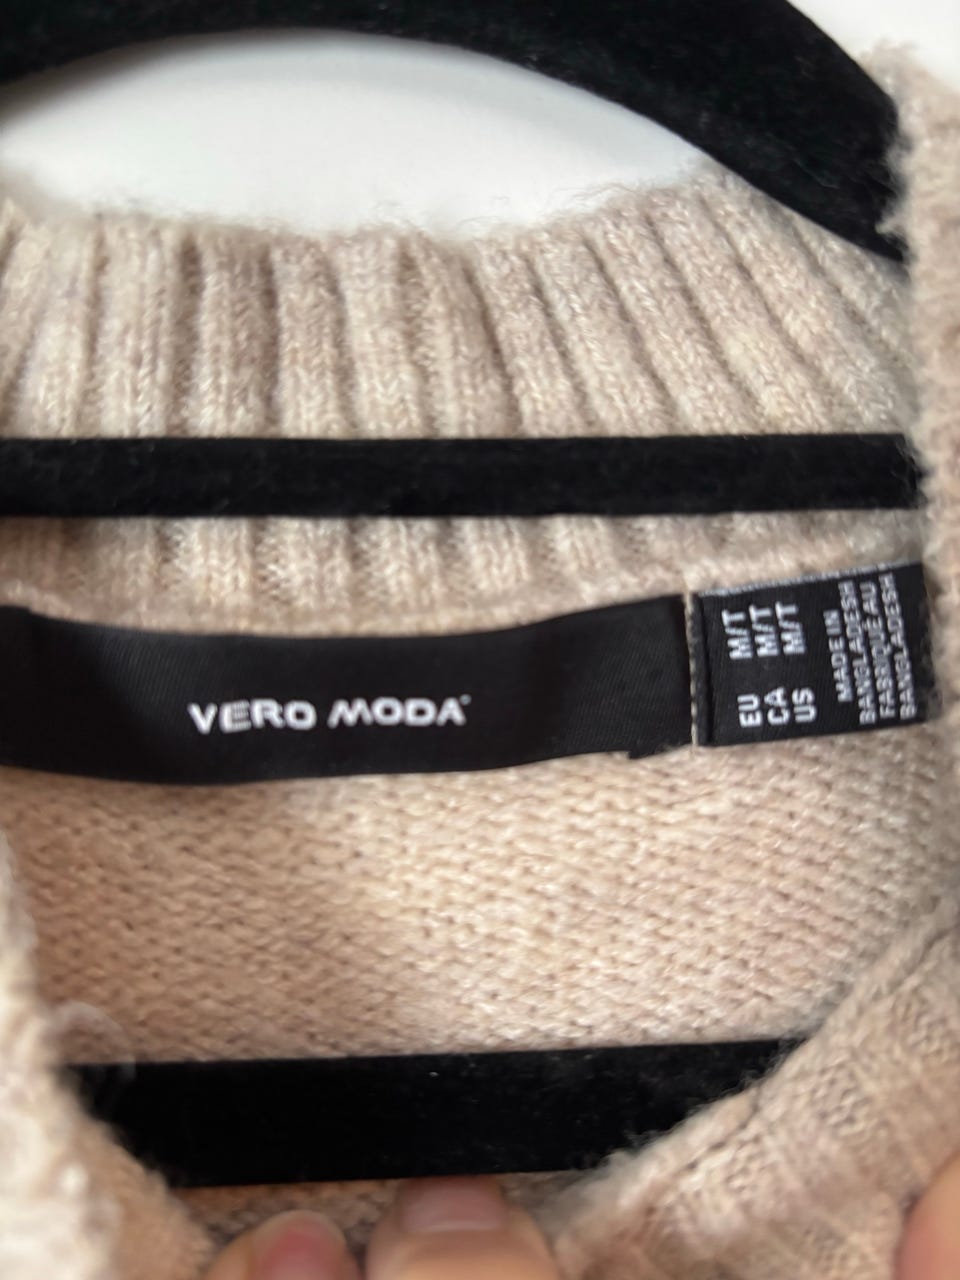 VERO MODA
EU M/T
CA M/T
US M/T
MADE IN
BANGLADESH
FABRIQUÉ AU
BANGLADESH